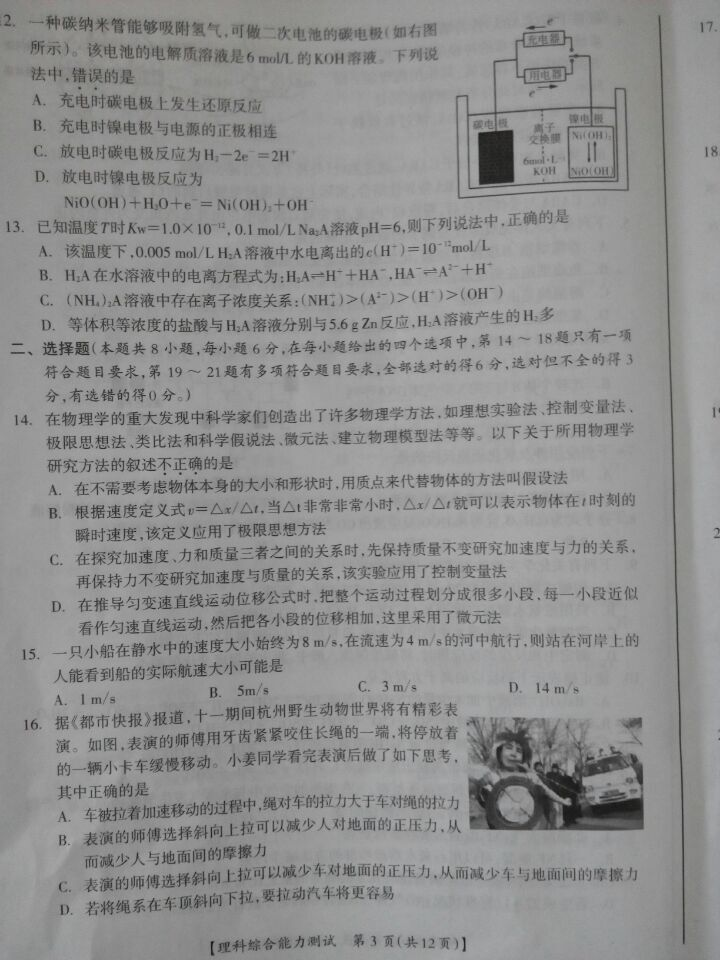 12. 一种碳纳米管能够吸附氢气,可做二次电池的碳电极(如右图
所示)。该电池的电解质溶液是6 mol/L 的KOH溶液。下列说
法中,错误的是
A. 充电时碳电极上发生还原反应
B. 充电时镍电极与电源的正极相连
C. 放电时碳电极反应为H₂－2e⁻＝2H⁺
D. 放电时镍电极反应为
NiO(OH)＋H₂O＋e⁻＝Ni(OH)₂＋OH⁻
e⁻
充电器
用电器
e⁻
碳电极
离子
交换膜
6mol·L⁻¹
KOH
镍电极
Ni(OH)₂
NiO(OH)
13. 已知温度T时Kw＝1.0×10⁻¹², 0.1 mol/L Na₂A溶液pH＝6,则下列说法中,正确的是
A. 该温度下,0.005 mol/L H₂A溶液中水电离出的c(H⁺)＝10⁻¹²mol/L
B. H₂A在水溶液中的电离方程式为:H₂A⇌H⁺＋HA⁻,HA⁻⇌A²⁻＋H⁺
C. (NH₄)₂A溶液中存在离子浓度关系:(NH₄⁺)＞(A²⁻)＞(H⁺)＞(OH⁻)
D. 等体积等浓度的盐酸与H₂A溶液分别与5.6 g Zn反应,H₂A溶液产生的H₂多
二、选择题(本题共 8 小题,每小题 6 分,在每小题给出的四个选项中,第 14 ～ 18题只有一项
符合题目要求,第 19 ～ 21题有多项符合题目要求,全部选对的得6 分,选对但不全的得 3
分,有选错的得0 分。)
14. 在物理学的重大发现中科学家们创造出了许多物理学方法,如理想实验法、控制变量法、
极限思想法、类比法和科学假说法、微元法、建立物理模型法等等。以下关于所用物理学
研究方法的叙述不正确的是
A. 在不需要考虑物体本身的大小和形状时,用质点来代替物体的方法叫假设法
B. 根据速度定义式v＝△x/△t,当△t非常非常小时,△x/△t就可以表示物体在t时刻的
瞬时速度,该定义应用了极限思想方法
C. 在探究加速度、力和质量三者之间的关系时,先保持质量不变研究加速度与力的关系,
再保持力不变研究加速度与质量的关系,该实验应用了控制变量法
D. 在推导匀变速直线运动位移公式时,把整个运动过程划分成很多小段,每一小段近似
看作匀速直线运动,然后把各小段的位移相加,这里采用了微元法
15. 一只小船在静水中的速度大小始终为8 m/s,在流速为4 m/s的河中航行,则站在河岸上的
人能看到船的实际航速大小可能是
A. 1 m/s B. 5m/s C. 3 m/s D. 14 m/s
16. 据《都市快报》报道,十一期间杭州野生动物世界将有精彩表
演。如图,表演的师傅用牙齿紧紧咬住长绳的一端,将停放着
的一辆小卡车缓慢移动。小姜同学看完表演后做了如下思考,
其中正确的是
A. 车被拉着加速移动的过程中,绳对车的拉力大于车对绳的拉力
B. 表演的师傅选择斜向上拉可以减少人对地面的正压力,从
而减少人与地面间的摩擦力
C. 表演的师傅选择斜向上拉可以减少车对地面的正压力,从而减少车与地面间的摩擦力
D. 若将绳系在车顶斜向下拉,要拉动汽车将更容易
【理科综合能力测试 第 3 页(共12页)】
17.
18